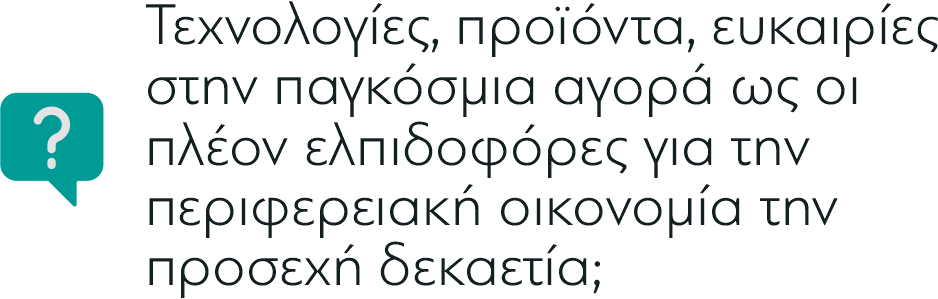 Τεχνολογίες, προϊόντα, ευκαιρίες
στην παγκόσμια αγορά ως οι
πλέον ελπιδοφόρες για την
περιφερειακή οικονομία την
προσεχή δεκαετία;
?